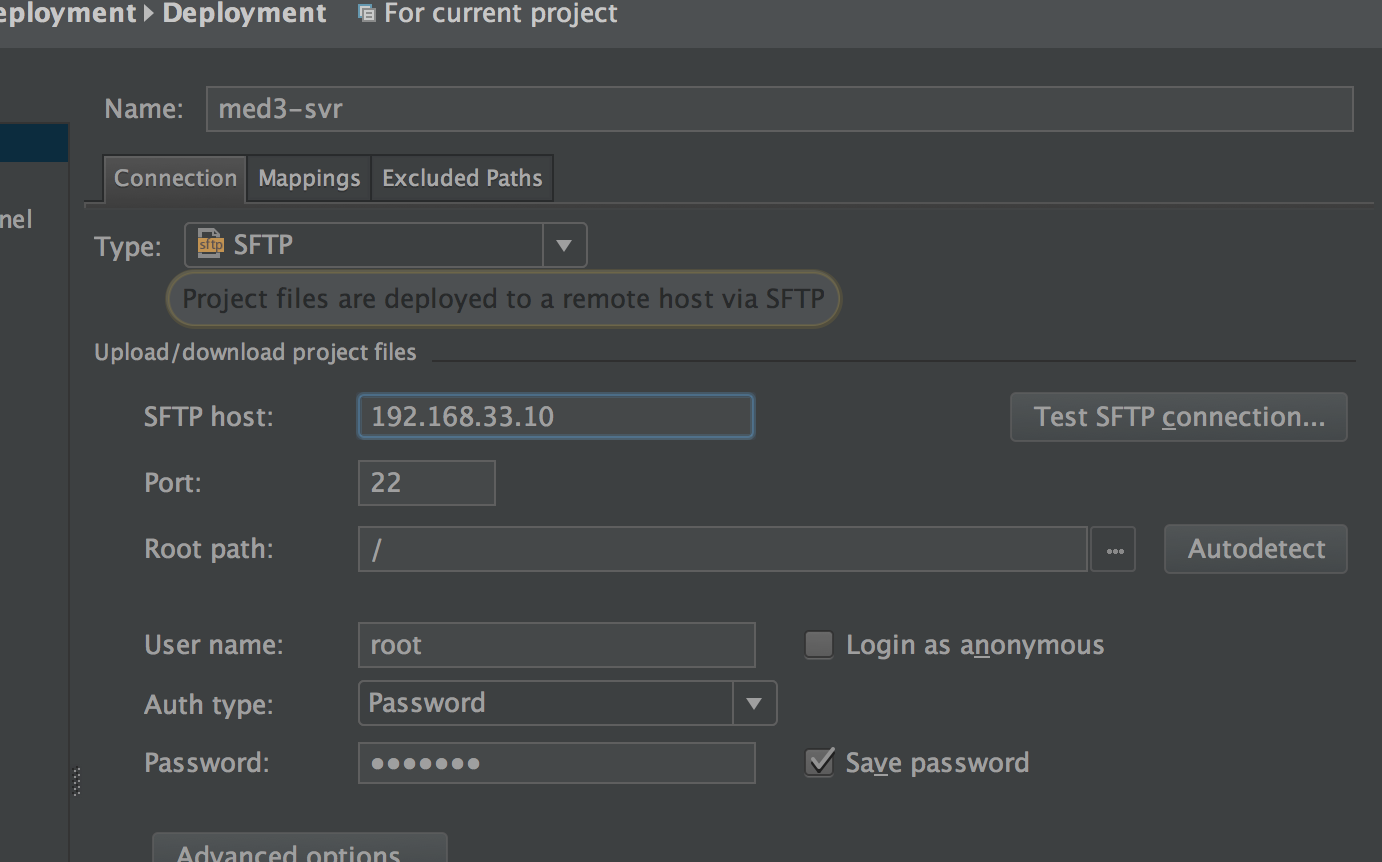 eployment Deployment For current project
Name: med3-svr
Connection Mappings Excluded Paths
nel
Type: sftp SFTP
Project files are deployed to a remote host via SFTP
Upload/download project files
SFTP host: 192.168.33.10 Test SFTP connection...
Port: 22
Root path: / ... Autodetect
User name: root Login as anonymous
Auth type: Password
Password: ●●●●●●● Save password
Advanced options